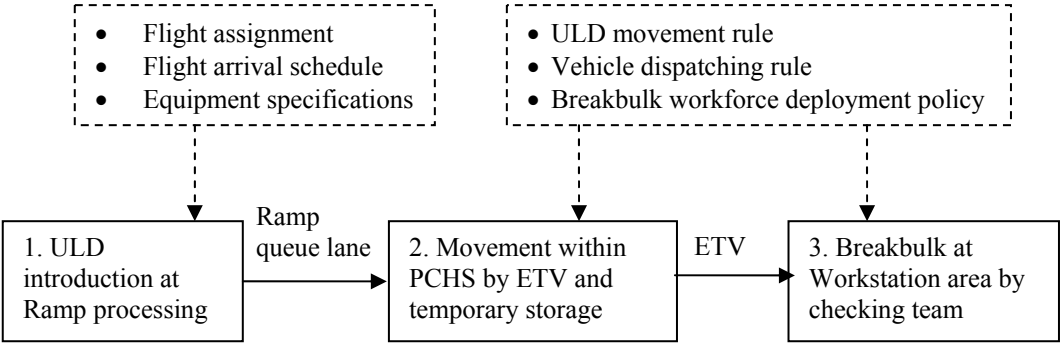 • Flight assignment
• Flight arrival schedule
• Equipment specifications
• ULD movement rule
• Vehicle dispatching rule
• Breakbulk workforce deployment policy
1. ULD
introduction at
Ramp processing
Ramp
queue lane
2. Movement within
PCHS by ETV and
temporary storage
ETV
3. Breakbulk at
Workstation area by
checking team